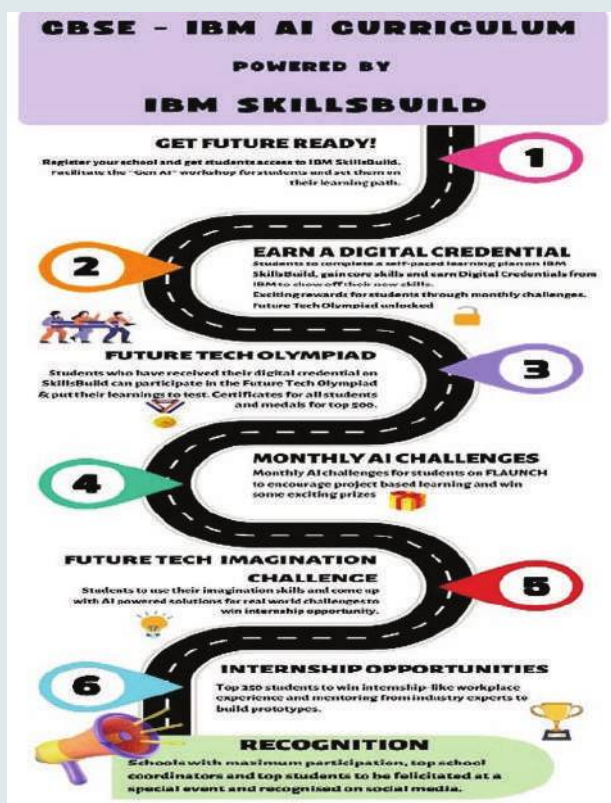 CBSE - IBM AI CURRICULUM
POWERED BY
IBM SKILLSBUILD
GET FUTURE READY!
Register your school and get students access to IBM SkillsBuild.
Facilitate the "Gen AI" workshop for students and set them on
their learning path.
1
2
EARN A DIGITAL CREDENTIAL
Students to complete a self-paced learning plan on IBM
SkillsBuild, gain core skills and earn Digital Credentials from
IBM to show off their new skills.
Exciting rewards for students through monthly challenges.
Future Tech Olympiad unlocked
FUTURE TECH OLYMPIAD
Students who have received their digital credential on
SkillsBuild can participate in the Future Tech Olympiad
& put their learnings to test. Certificates for all students
and medals for top 500.
3
4
MONTHLY AI CHALLENGES
Monthly AI challenges for students on FLAUNCH
to encourage project based learning and win
some exciting prizes
FUTURE TECH IMAGINATION
CHALLENGE
Students to use their imagination skills and come up
with AI powered solutions for real world challenges to
win internship opportunity.
5
6
INTERNSHIP OPPORTUNITIES
Top 250 students to win internship-like workplace
experience and mentoring from industry experts to
build prototypes.
RECOGNITION
Schools with maximum participation, top school
coordinators and top students to be felicitated at a
special event and recognised on social media.